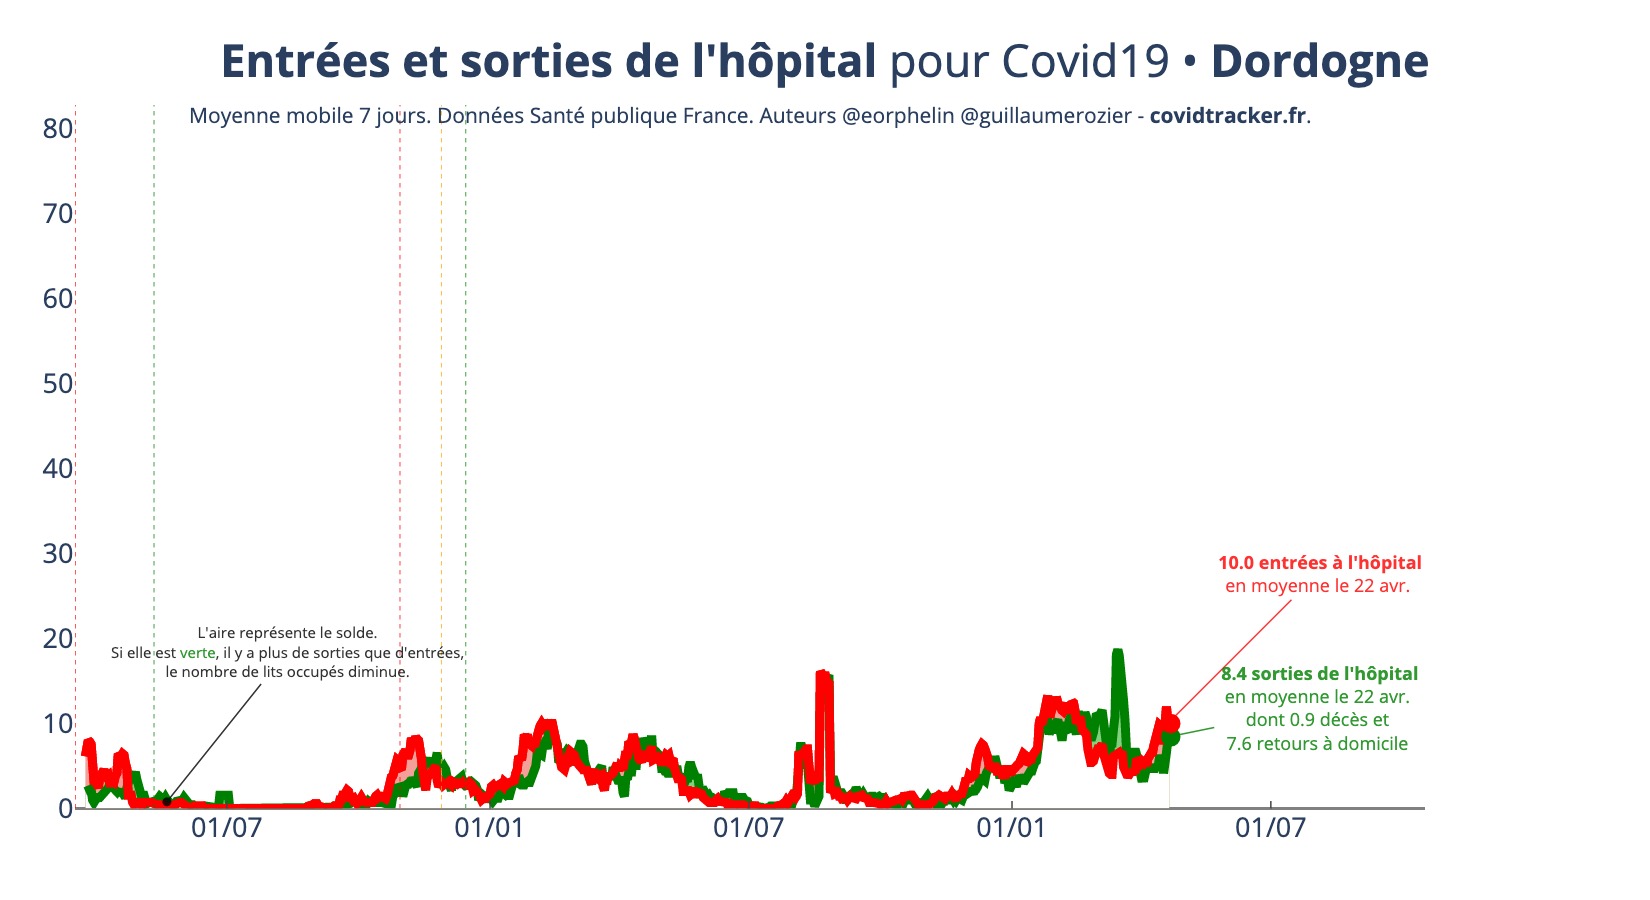 Entrées et sorties de l'hôpital pour Covid19 • Dordogne
Moyenne mobile 7 jours. Données Santé publique France. Auteurs @eorphelin @guillaumerozier - covidtracker.fr.
80
70
60
50
40
30
20
10
0
L'aire représente le solde.
Si elle est verte, il y a plus de sorties que d'entrées,
le nombre de lits occupés diminue.
10.0 entrées à l'hôpital
en moyenne le 22 avr.
8.4 sorties de l'hôpital
en moyenne le 22 avr.
dont 0.9 décès et
7.6 retours à domicile
01/07
01/01
01/07
01/01
01/07